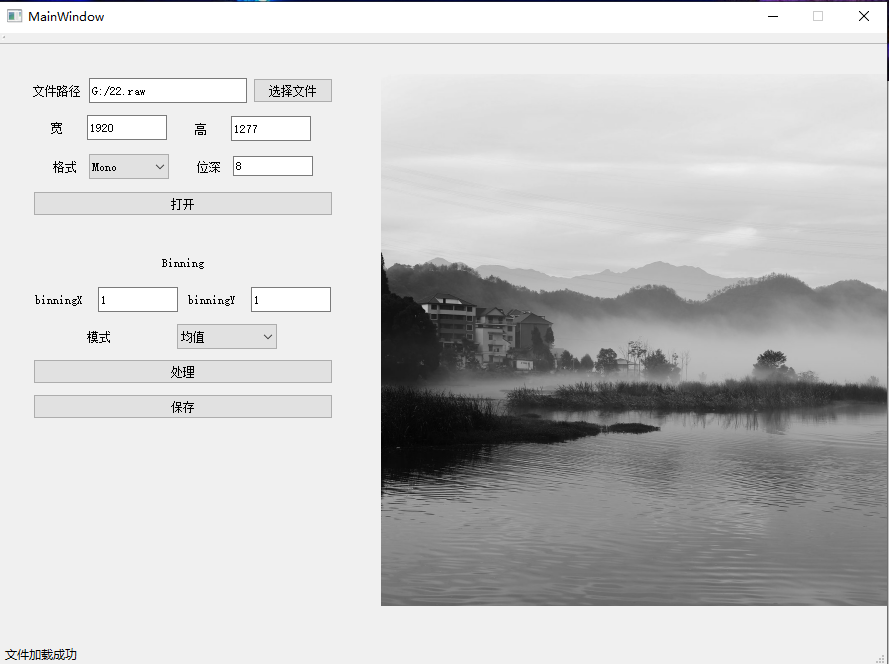 MainWindow
文件路径 G:/22.raw 选择文件
宽 1920 高 1277
格式 Mono 位深 8
打开
Binning
binningX 1 binningY 1
模式 均值
处理
保存
文件加载成功